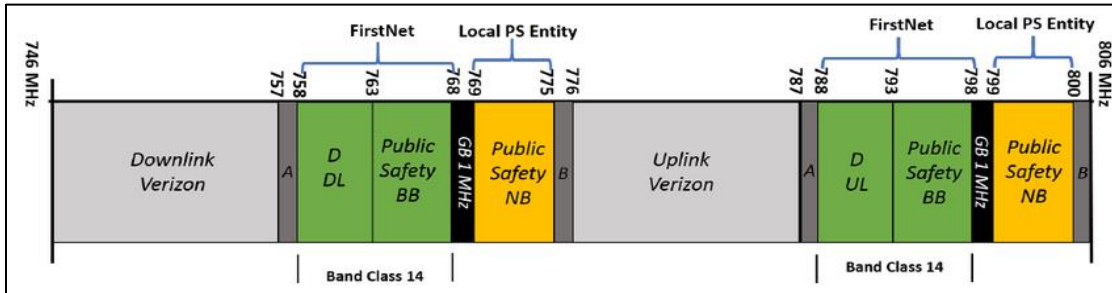 FirstNet
Local PS Entity
FirstNet
Local PS Entity
746 MHz
757
758
763
768
769
775
776
787
788
793
798
799
800
806 MHz
Downlink
Verizon
A
D
DL
Public
Safety
BB
GB 1 MHz
Public
Safety
NB
B
Uplink
Verizon
A
D
UL
Public
Safety
BB
GB 1 MHz
Public
Safety
NB
B
Band Class 14
Band Class 14